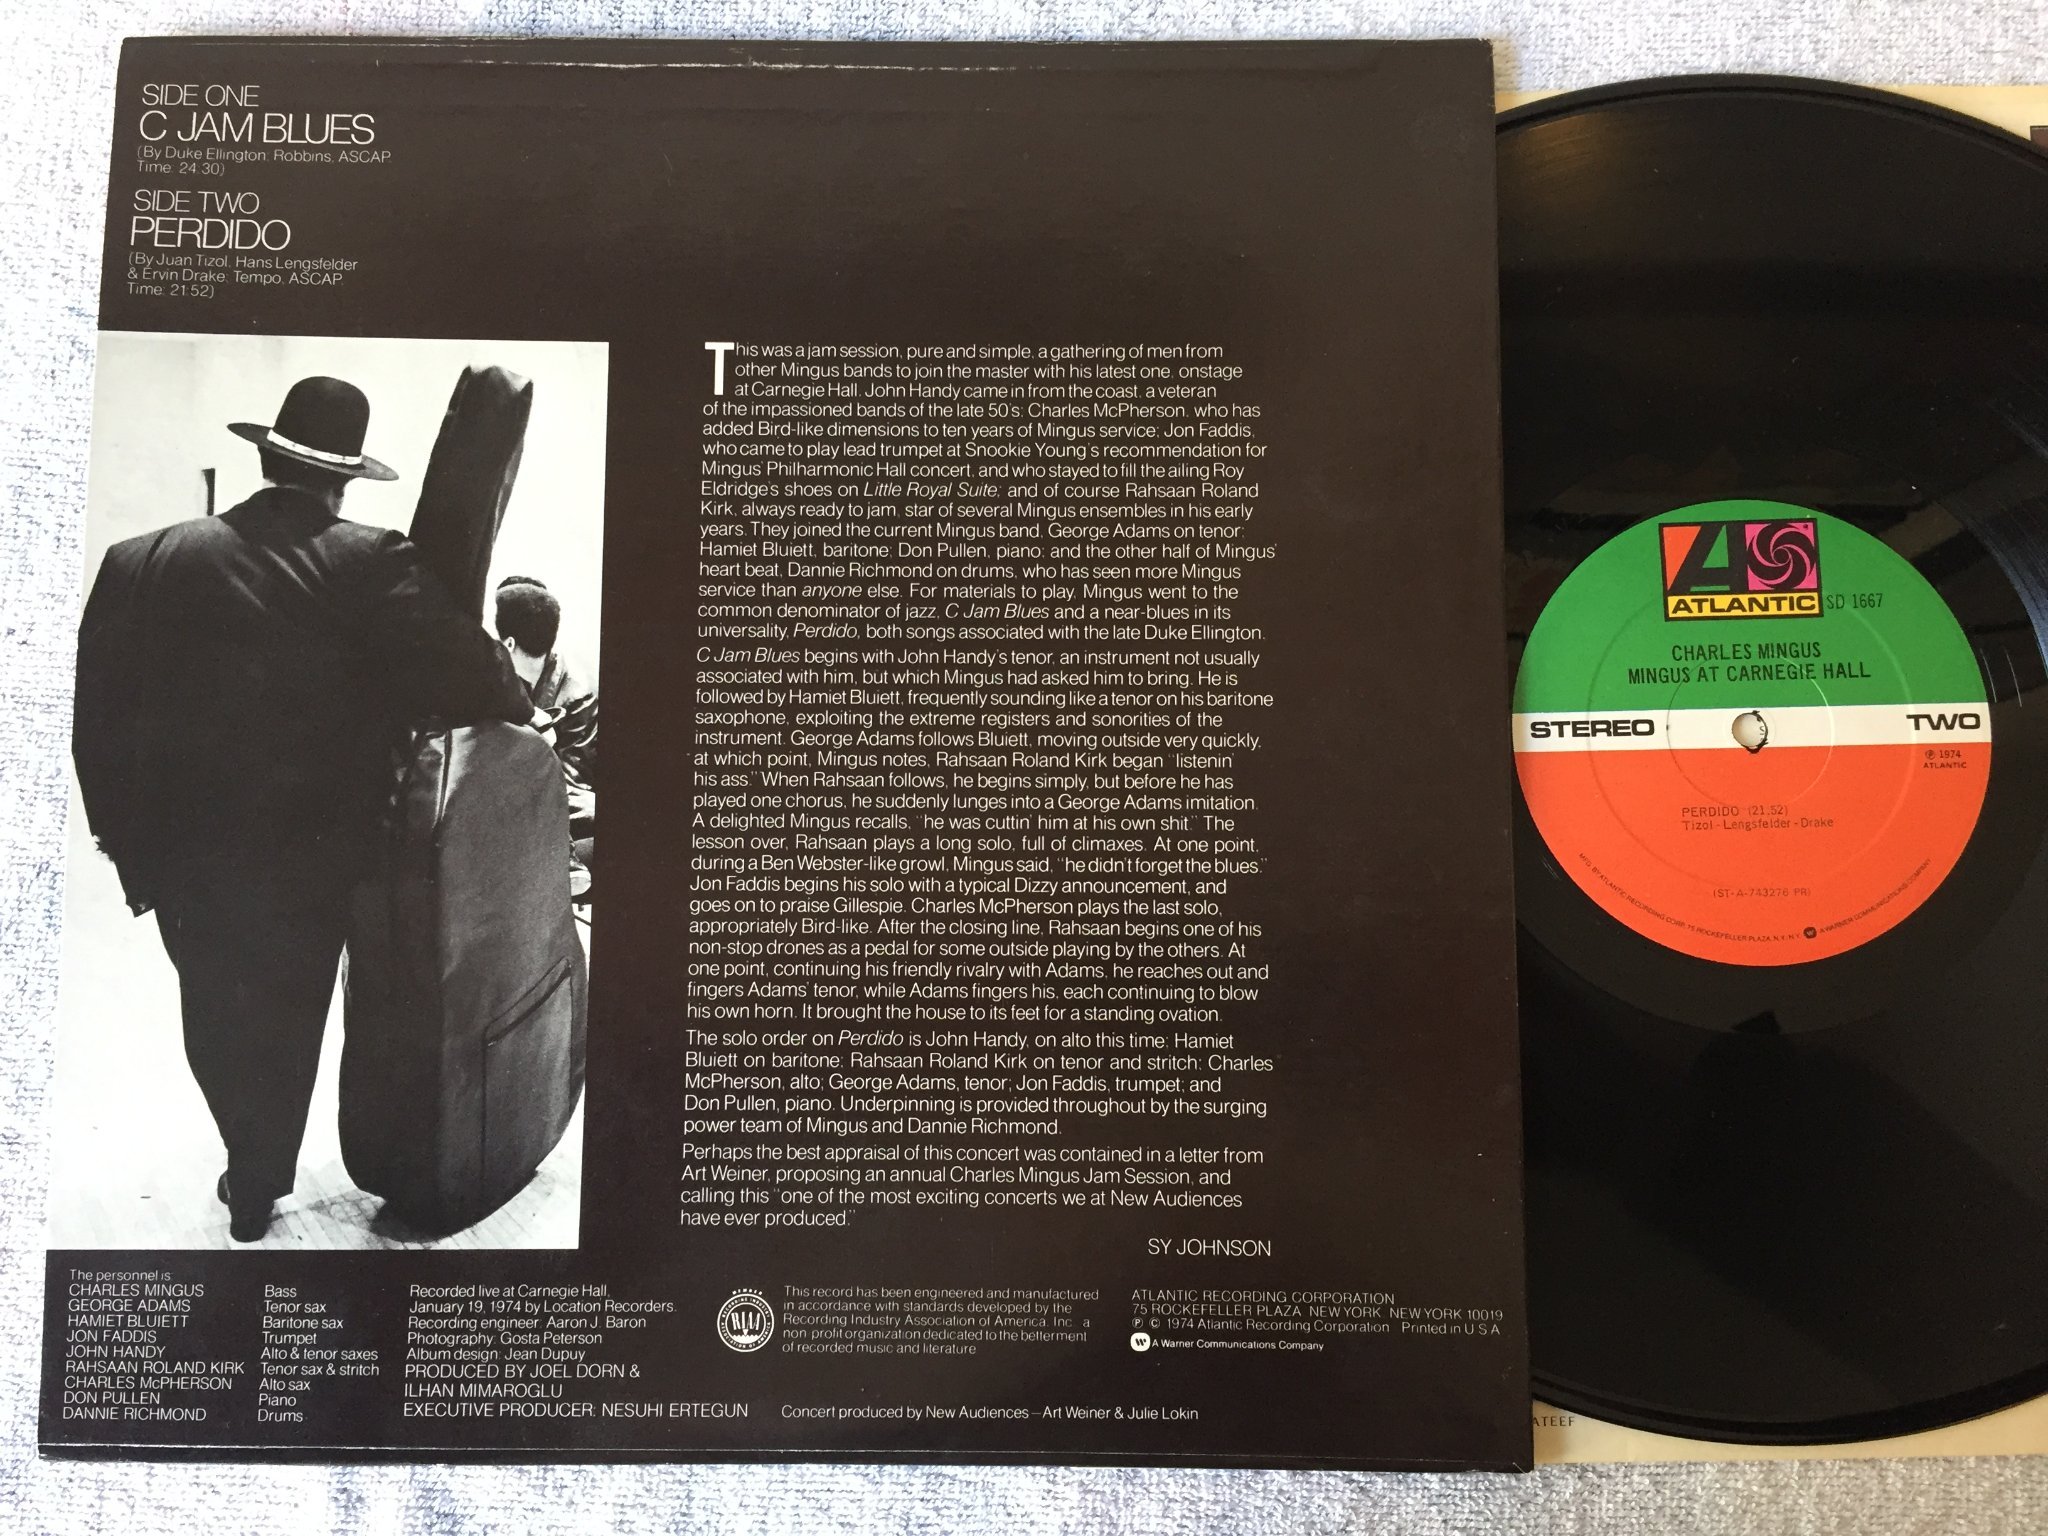 SIDE ONE
C JAM BLUES
(By Duke Ellington; Robbins, ASCAP.
Time: 24:30)
SIDE TWO
PERDIDO
(By Juan Tizol, Hans Lengsfelder
& Ervin Drake; Tempo, ASCAP.
Time: 21:52)
This was a jam session, pure and simple, a gathering of men from
other Mingus bands to join the master with his latest one, onstage
at Carnegie Hall. John Handy came in from the coast, a veteran
of the impassioned bands of the late 50's; Charles McPherson, who has
added Bird-like dimensions to ten years of Mingus service; Jon Faddis,
who came to play lead trumpet at Snookie Young's recommendation for
Mingus' Philharmonic Hall concert, and who stayed to fill the ailing Roy
Eldridge's shoes on Little Royal Suite; and of course Rahsaan Roland
Kirk, always ready to jam, star of several Mingus ensembles in his early
years. They joined the current Mingus band, George Adams on tenor;
Hamiet Bluiett, baritone; Don Pullen, piano; and the other half of Mingus'
heart beat, Dannie Richmond on drums, who has seen more Mingus
service than anyone else. For materials to play, Mingus went to the
common denominator of jazz, C Jam Blues and a near-blues in its
universality, Perdido, both songs associated with the late Duke Ellington.
C Jam Blues begins with John Handy's tenor, an instrument not usually
associated with him, but which Mingus had asked him to bring. He is
followed by Hamiet Bluiett, frequently sounding like a tenor on his baritone
saxophone, exploiting the extreme registers and sonorities of the
instrument. George Adams follows Bluiett, moving outside very quickly,
at which point, Mingus notes, Rahsaan Roland Kirk began "listenin'
his ass." When Rahsaan follows, he begins simply, but before he has
played one chorus, he suddenly lunges into a George Adams imitation.
A delighted Mingus recalls, "he was cuttin' him at his own shit." The
lesson over, Rahsaan plays a long solo, full of climaxes. At one point,
during a Ben Webster-like growl, Mingus said, "he didn't forget the blues."
Jon Faddis begins his solo with a typical Dizzy announcement, and
goes on to praise Gillespie. Charles McPherson plays the last solo,
appropriately Bird-like. After the closing line, Rahsaan begins one of his
non-stop drones as a pedal for some outside playing by the others. At
one point, continuing his friendly rivalry with Adams, he reaches out and
fingers Adams' tenor, while Adams fingers his, each continuing to blow
his own horn. It brought the house to its feet for a standing ovation.
The solo order on Perdido is John Handy, on alto this time; Hamiet
Bluiett on baritone; Rahsaan Roland Kirk on tenor and stritch; Charles
McPherson, alto; George Adams, tenor; Jon Faddis, trumpet; and
Don Pullen, piano. Underpinning is provided throughout by the surging
power team of Mingus and Dannie Richmond.
Perhaps the best appraisal of this concert was contained in a letter from
Art Weiner, proposing an annual Charles Mingus Jam Session, and
calling this "one of the most exciting concerts we at New Audiences
have ever produced."
SY JOHNSON
The personnel is:
CHARLES MINGUS Bass
GEORGE ADAMS Tenor sax
HAMIET BLUIETT Baritone sax
JON FADDIS Trumpet
JOHN HANDY Alto & tenor saxes
RAHSAAN ROLAND KIRK Tenor sax & stritch
CHARLES McPHERSON Alto sax
DON PULLEN Piano
DANNIE RICHMOND Drums
Recorded live at Carnegie Hall,
January 19, 1974 by Location Recorders.
Recording engineer: Aaron J. Baron
Photography: Gosta Peterson
Album design: Jean Dupuy
PRODUCED BY JOEL DORN &
ILHAN MIMAROGLU
EXECUTIVE PRODUCER: NESUHI ERTEGUN
RIAA
This record has been engineered and manufactured
in accordance with standards developed by the
Recording Industry Association of America, Inc., a
non-profit organization dedicated to the betterment
of recorded music and literature
Concert produced by New Audiences—Art Weiner & Julie Lokin
ATLANTIC RECORDING CORPORATION
75 ROCKEFELLER PLAZA NEW YORK, NEW YORK 10019
℗ © 1974 Atlantic Recording Corporation Printed in U S A
A Warner Communications Company
A
ATLANTIC
SD 1667
CHARLES MINGUS
MINGUS AT CARNEGIE HALL
STEREO
TWO
℗ 1974
ATLANTIC
PERDIDO (21:52)
Tizol-Lengsfelder-Drake
(ST-A-743276 PR)
MFG. BY ATLANTIC RECORDING CORP., 75 ROCKEFELLER PLAZA, N.Y., N.Y. A WARNER COMMUNICATIONS COMPANY
ATEEF